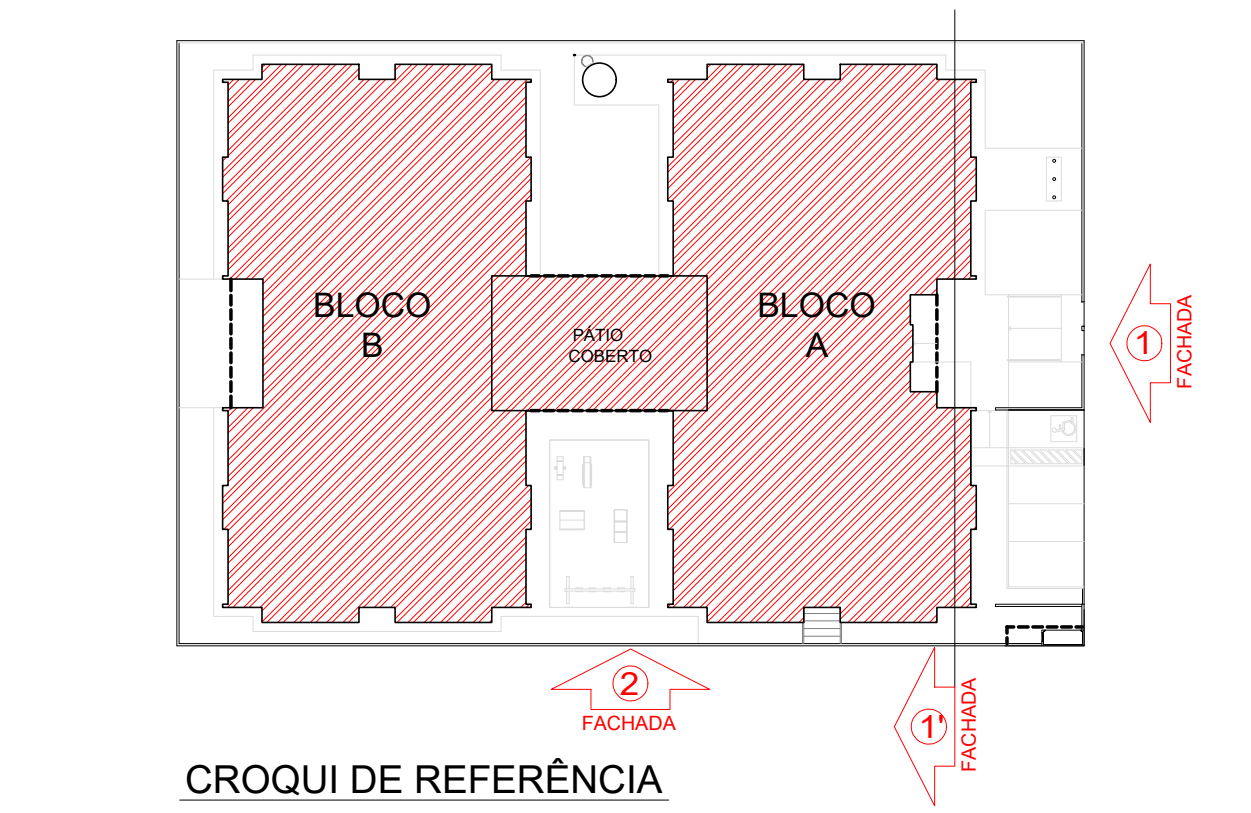 BLOCO
B
PÁTIO
COBERTO
BLOCO
A
1
FACHADA
2
FACHADA
1'
FACHADA
CROQUI DE REFERÊNCIA